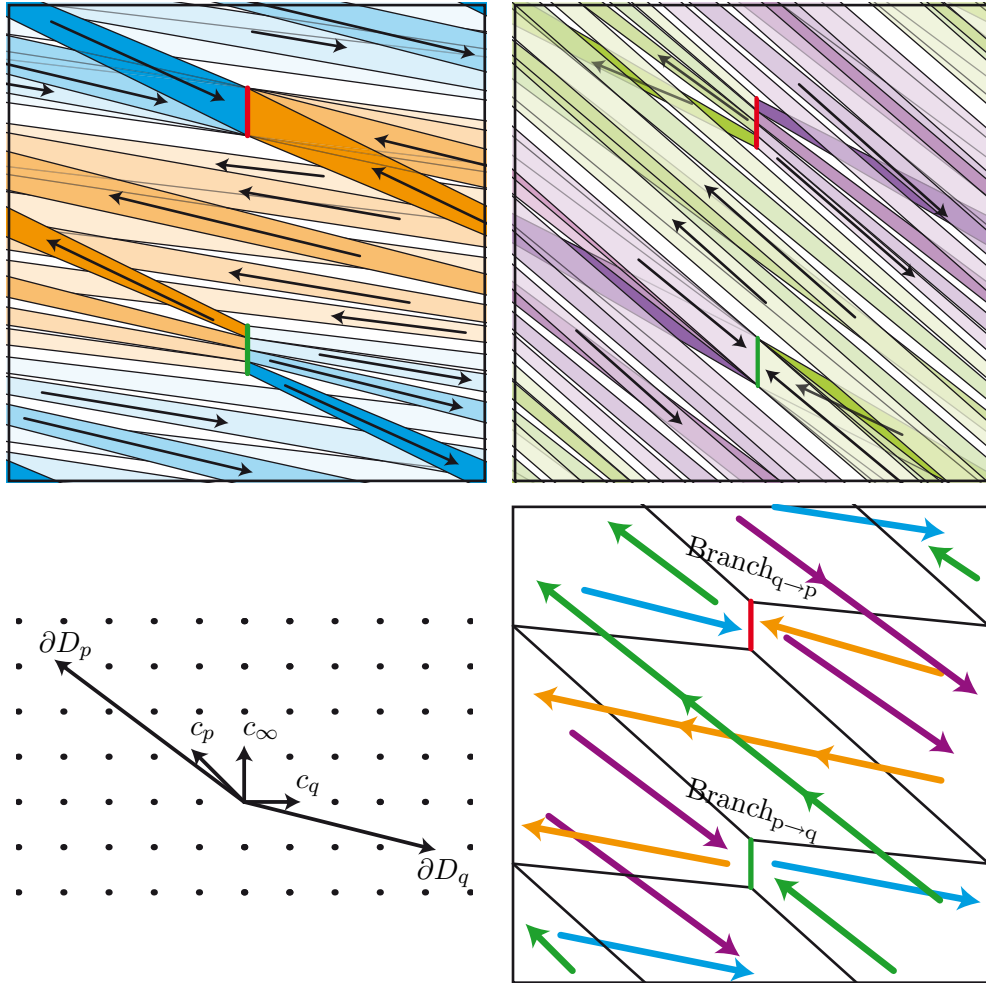 Branch_{q→p}
∂D_p
c_p
c_∞
c_q
∂D_q
Branch_{p→q}